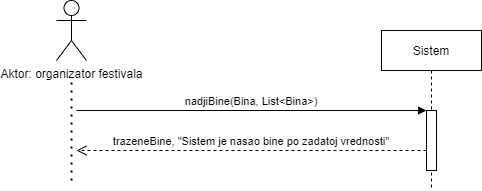 Sistem
Aktor: organizator festivala
nadjiBine(Bina, List<Bina>)
trazeneBine, "Sistem je nasao bine po zadatoj vrednosti"